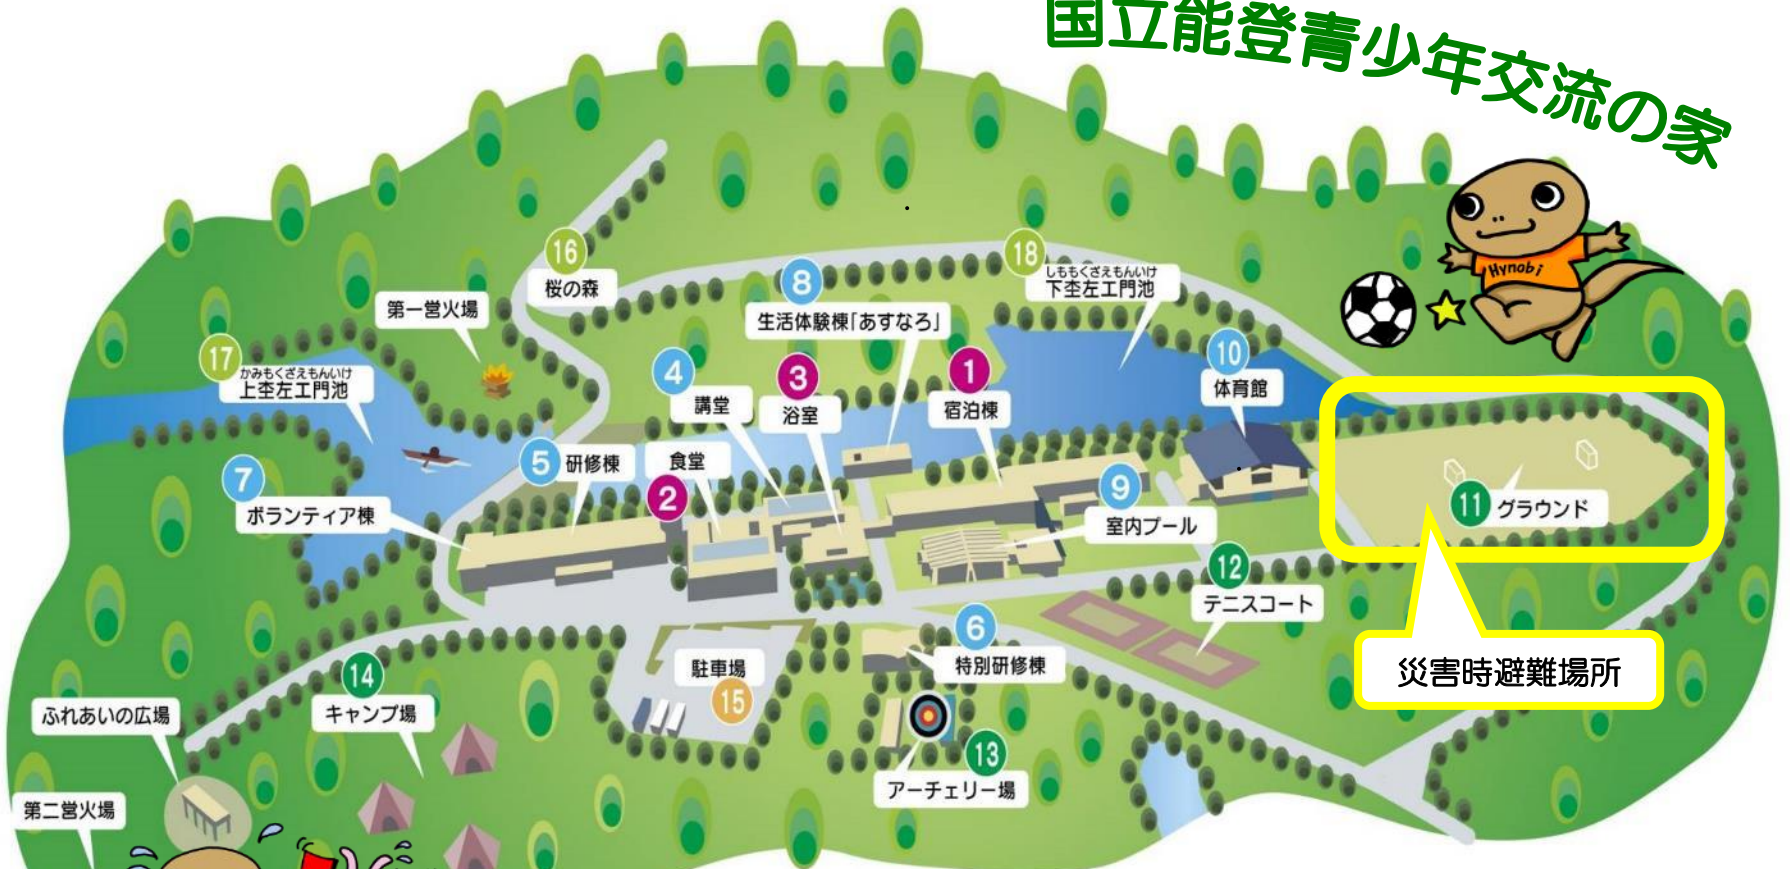 国立能登青少年交流の家
Hynobi
16
桜の森
18
しももくざえもんいけ
下杢左エ門池
8
生活体験棟「あすなろ」
第一営火場
17
かみもくざえもんいけ
上杢左エ門池
4
講堂
3
浴室
1
宿泊棟
10
体育館
5
研修棟
食堂
2
7
ボランティア棟
9
室内プール
11
グラウンド
12
テニスコート
6
特別研修棟
災害時避難場所
駐車場
15
14
キャンプ場
ふれあいの広場
13
アーチェリー場
第二営火場